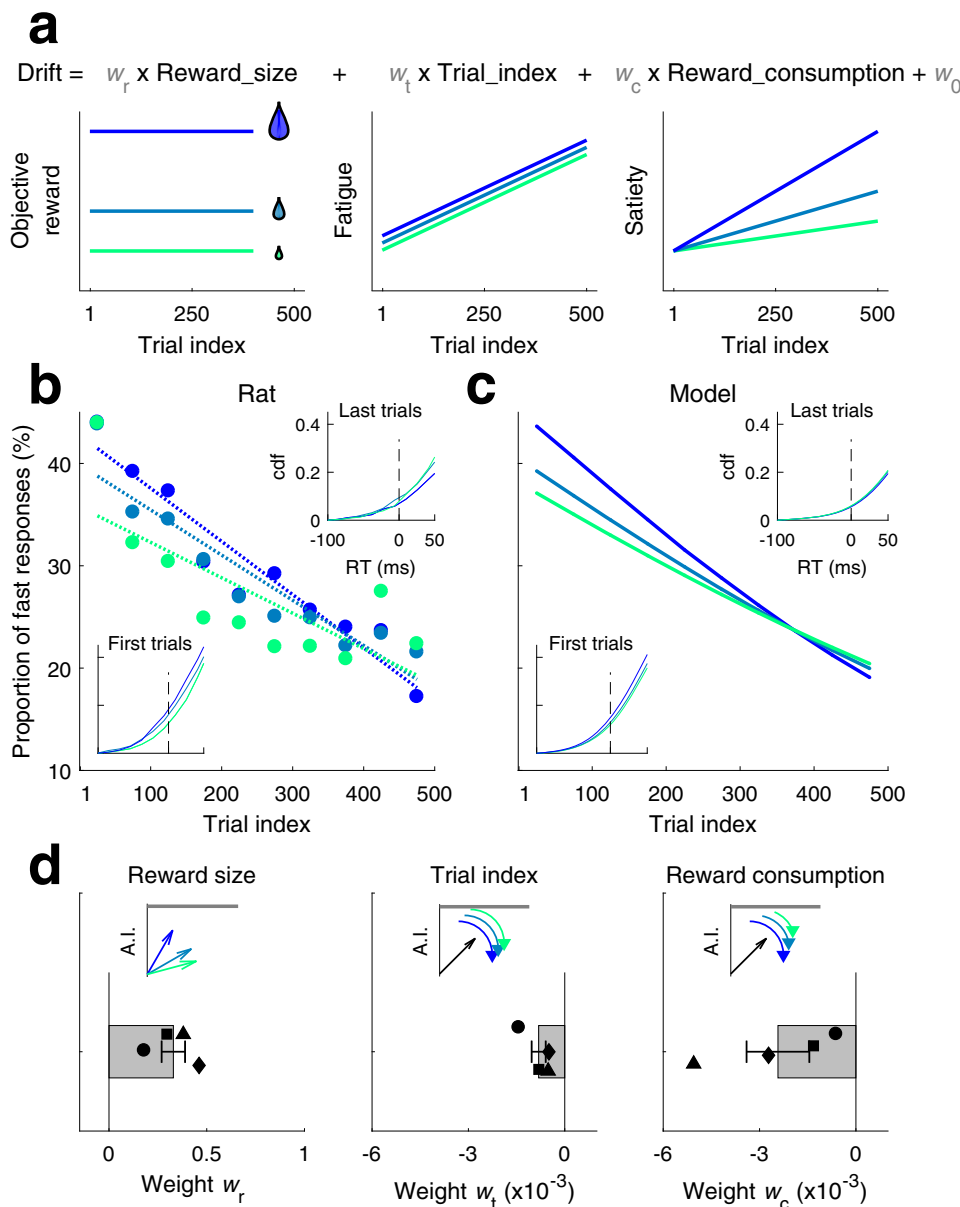 a
Drift = w_r x Reward_size + w_t x Trial_index + w_c x Reward_consumption + w_0
Objective
reward
1 250 500
Trial index
Fatigue
1 250 500
Trial index
Satiety
1 250 500
Trial index
b
Rat
Proportion of fast responses (%)
40
30
20
10
1 100 200 300 400 500
Trial index
Last trials
cdf
0.4
0.2
0
-100 0 50
RT (ms)
First trials
c
Model
1 100 200 300 400 500
Trial index
Last trials
cdf
0.4
0.2
0
-100 0 50
RT (ms)
First trials
d
Reward size
A.I.
0 0.5 1
Weight w_r
Trial index
A.I.
-6 -3 0
Weight w_t (x10⁻³)
Reward consumption
A.I.
-6 -3 0
Weight w_c (x10⁻³)